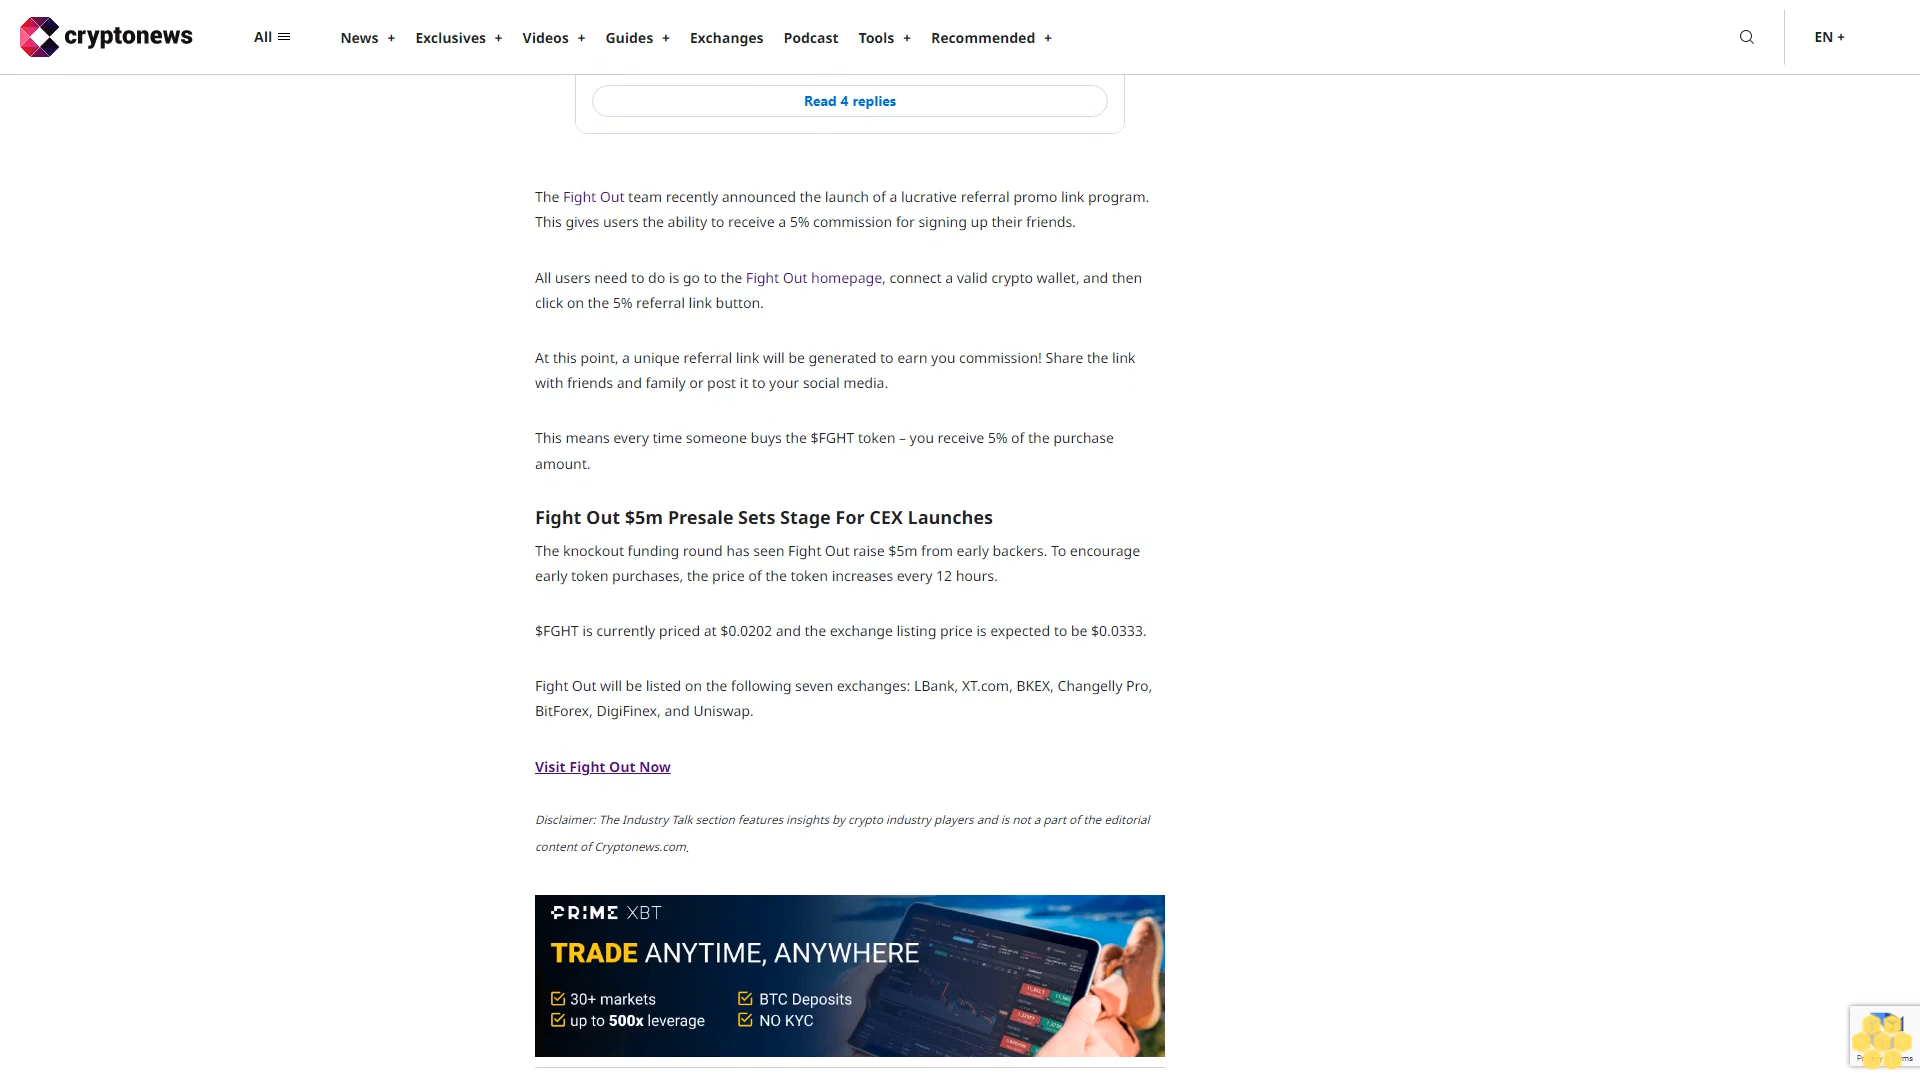 cryptonews
All
News +
Exclusives +
Videos +
Guides +
Exchanges
Podcast
Tools +
Recommended +
EN +
Read 4 replies
The Fight Out team recently announced the launch of a lucrative referral promo link program.
This gives users the ability to receive a 5% commission for signing up their friends.
All users need to do is go to the Fight Out homepage, connect a valid crypto wallet, and then
click on the 5% referral link button.
At this point, a unique referral link will be generated to earn you commission! Share the link
with friends and family or post it to your social media.
This means every time someone buys the $FGHT token – you receive 5% of the purchase
amount.
Fight Out $5m Presale Sets Stage For CEX Launches
The knockout funding round has seen Fight Out raise $5m from early backers. To encourage
early token purchases, the price of the token increases every 12 hours.
$FGHT is currently priced at $0.0202 and the exchange listing price is expected to be $0.0333.
Fight Out will be listed on the following seven exchanges: LBank, XT.com, BKEX, Changelly Pro,
BitForex, DigiFinex, and Uniswap.
Visit Fight Out Now
Disclaimer: The Industry Talk section features insights by crypto industry players and is not a part of the editorial
content of Cryptonews.com.
PRIME XBT
TRADE ANYTIME, ANYWHERE
30+ markets
BTC Deposits
up to 500x leverage
NO KYC